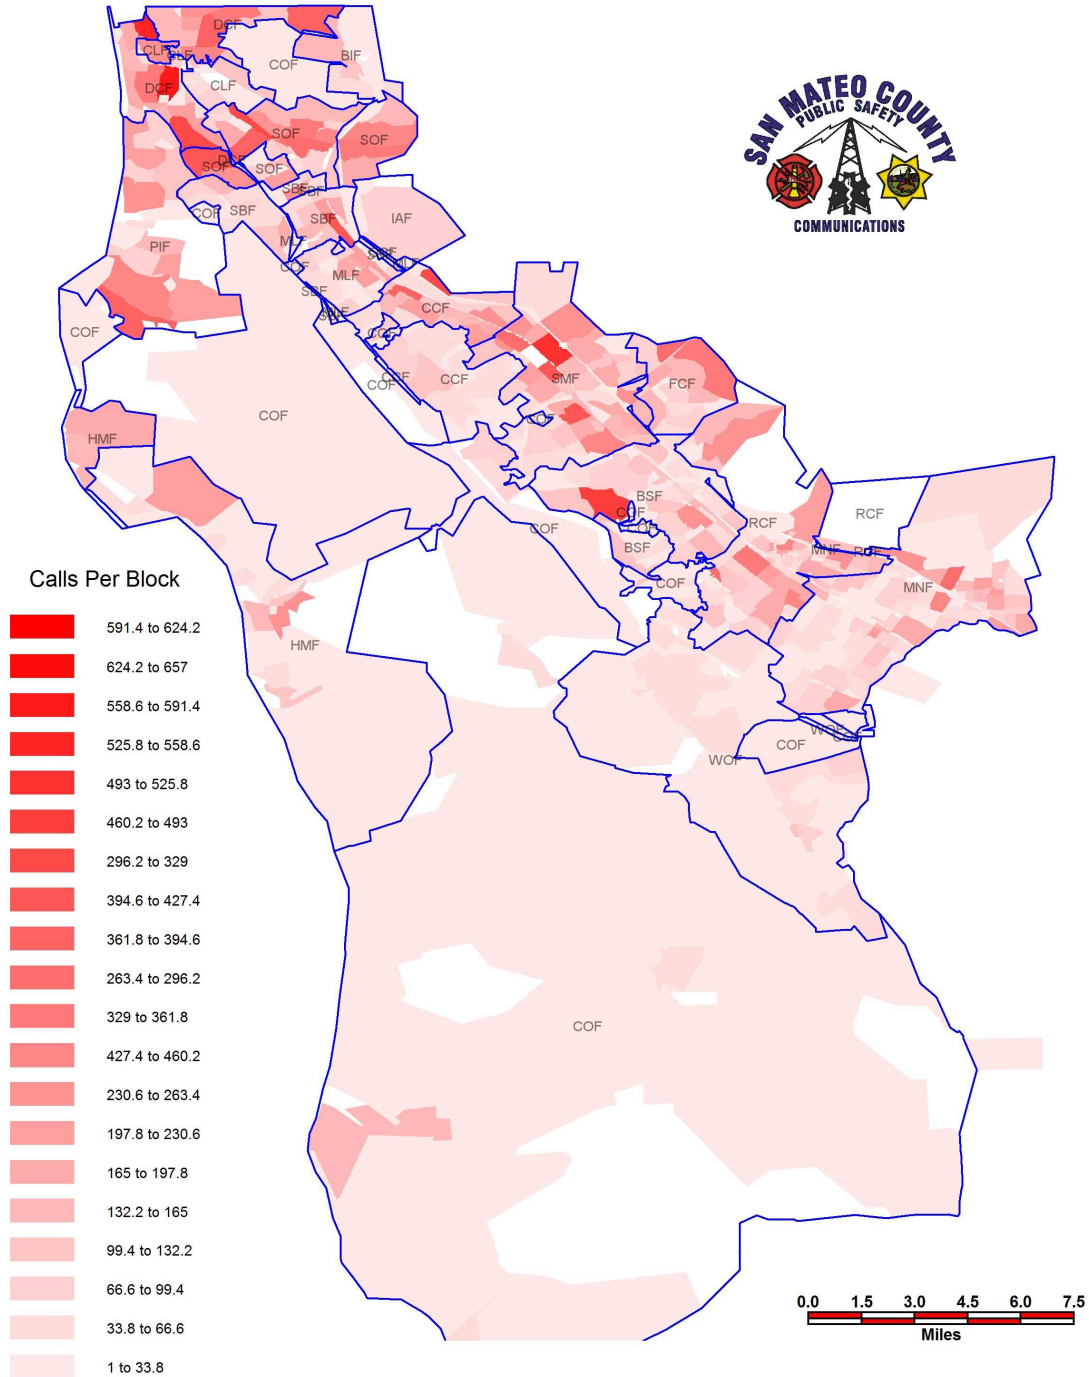 SAN MATEO COUNTY
PUBLIC SAFETY
COMMUNICATIONS
DCF
CLF
COF
BIF
DCF
CLF
SOF
SOF
SOF
SOF
SBF
COF
SBF
SBF
IAF
MLF
PIF
COF
MLF
SBF
CCF
COF
COF
CCF
COF
SMF
FCF
COF
COF
HMF
BSF
COF
RCF
RCF
COF
BSF
MNF
COF
MNF
HMF
WOF
COF
WOF
COF
Calls Per Block
591.4 to 624.2
624.2 to 657
558.6 to 591.4
525.8 to 558.6
493 to 525.8
460.2 to 493
296.2 to 329
394.6 to 427.4
361.8 to 394.6
263.4 to 296.2
329 to 361.8
427.4 to 460.2
230.6 to 263.4
197.8 to 230.6
165 to 197.8
132.2 to 165
99.4 to 132.2
66.6 to 99.4
33.8 to 66.6
1 to 33.8
0.0 1.5 3.0 4.5 6.0 7.5
Miles